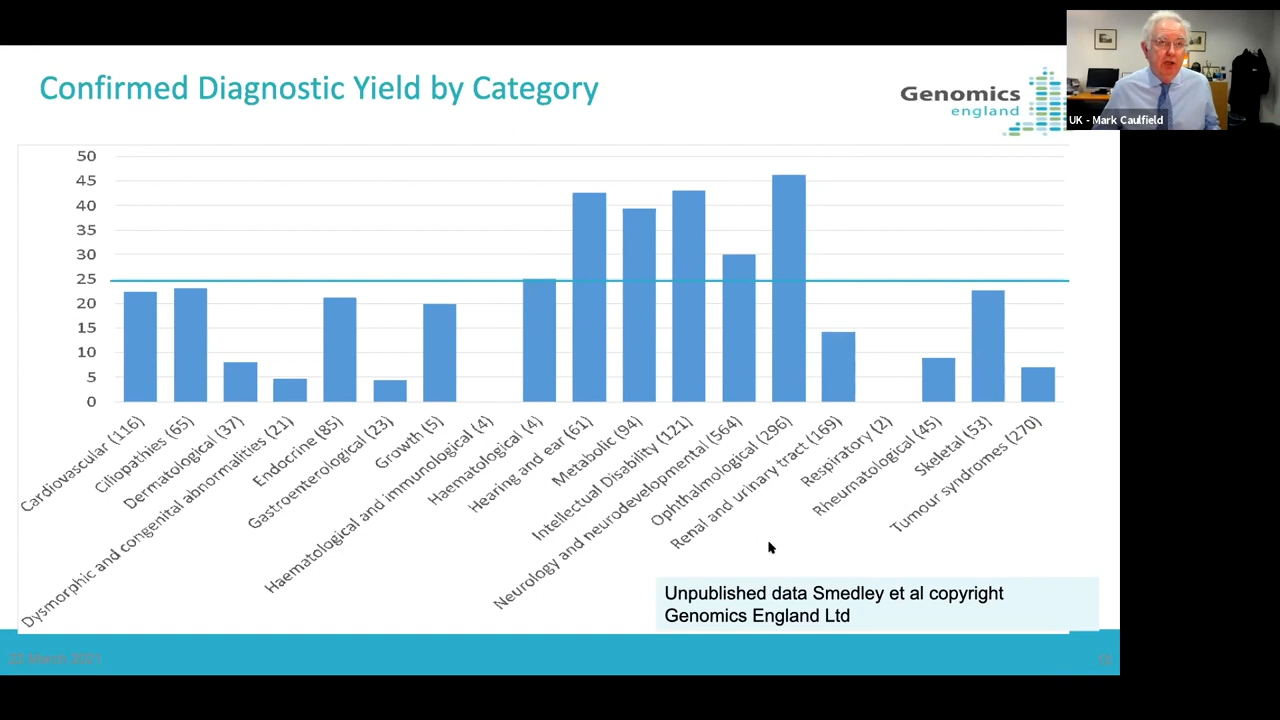 Confirmed Diagnostic Yield by Category
Genomics
england
UK - Mark Caulfield
50
45
40
35
30
25
20
15
10
5
0
Cardiovascular (116)
Ciliopathies (65)
Dermatological (37)
Dysmorphic and congenital abnormalities (21)
Endocrine (85)
Gastroenterological (23)
Growth (5)
Haematological and immunological (4)
Haematological (4)
Hearing and ear (61)
Metabolic (94)
Intellectual Disability (121)
Neurology and neurodevelopmental (564)
Ophthalmological (296)
Renal and urinary tract (169)
Respiratory (2)
Rheumatological (45)
Skeletal (53)
Tumour syndromes (270)
Unpublished data Smedley et al copyright
Genomics England Ltd
22 March 2021